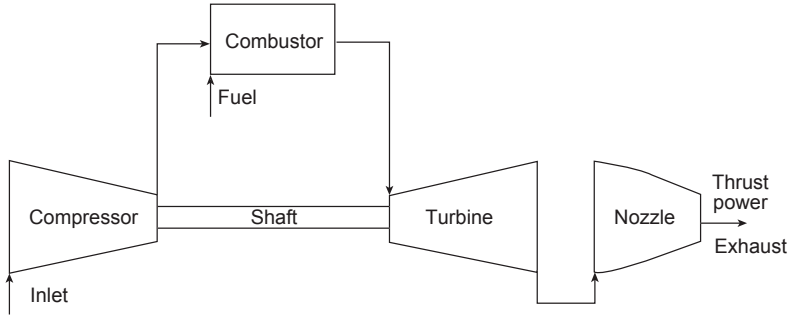 Combustor
Fuel
Compressor
Shaft
Turbine
Nozzle
Thrust
power
Exhaust
Inlet